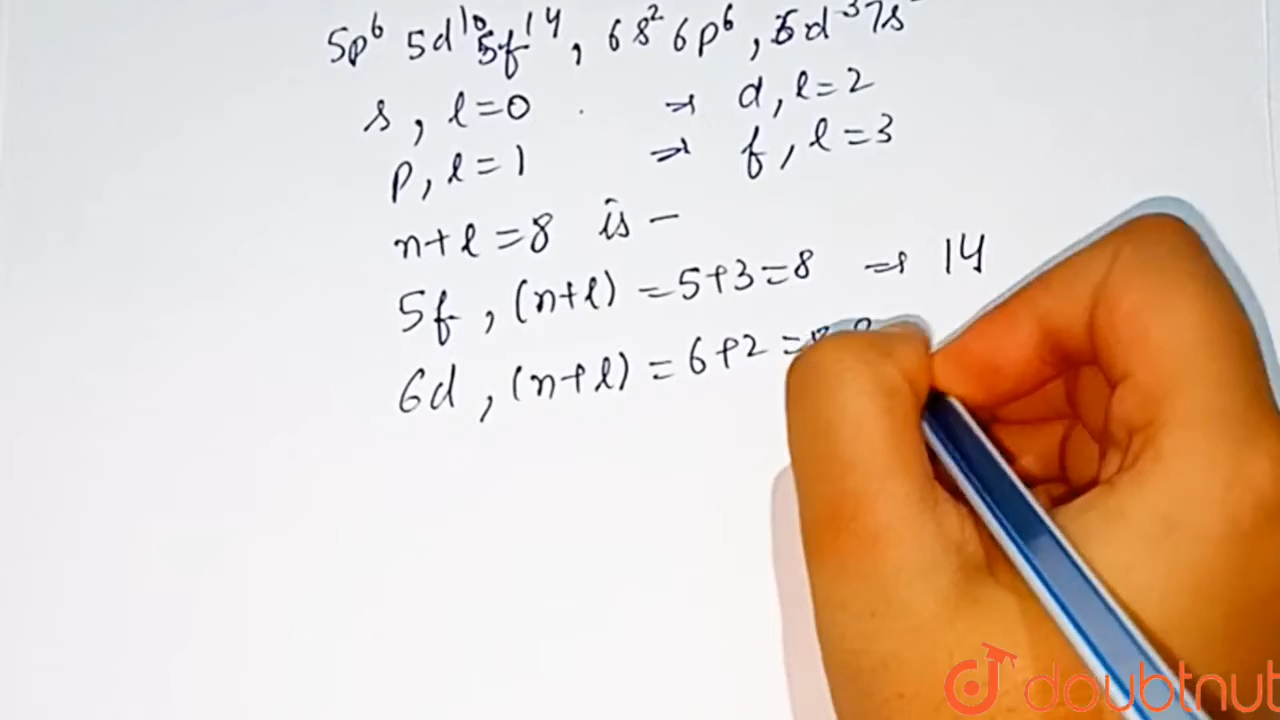 5p⁶ 5d¹⁰ 5f¹⁴, 6s² 6p⁶, 6d³ 7s
s, l=0 ⇒ d, l=2
p, l=1 ⇒ f, l=3
n+l=8 is –
5f, (n+l) = 5+3=8 ⇒ 14
6d, (n+l) = 6+2 =
doubtnut